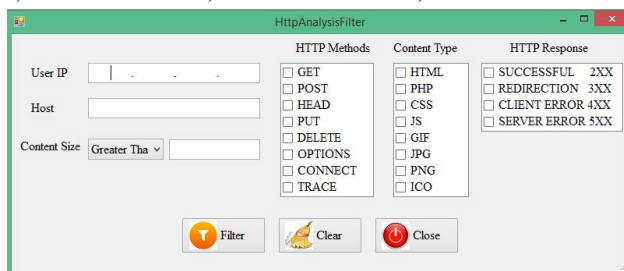 HttpAnalysisFilter
HTTP Methods Content Type HTTP Response
User IP . . .
GET HTML SUCCESSFUL 2XX
POST PHP REDIRECTION 3XX
Host HEAD CSS CLIENT ERROR 4XX
PUT JS SERVER ERROR 5XX
DELETE GIF
Content Size Greater Tha OPTIONS JPG
CONNECT PNG
TRACE ICO
Filter Clear Close